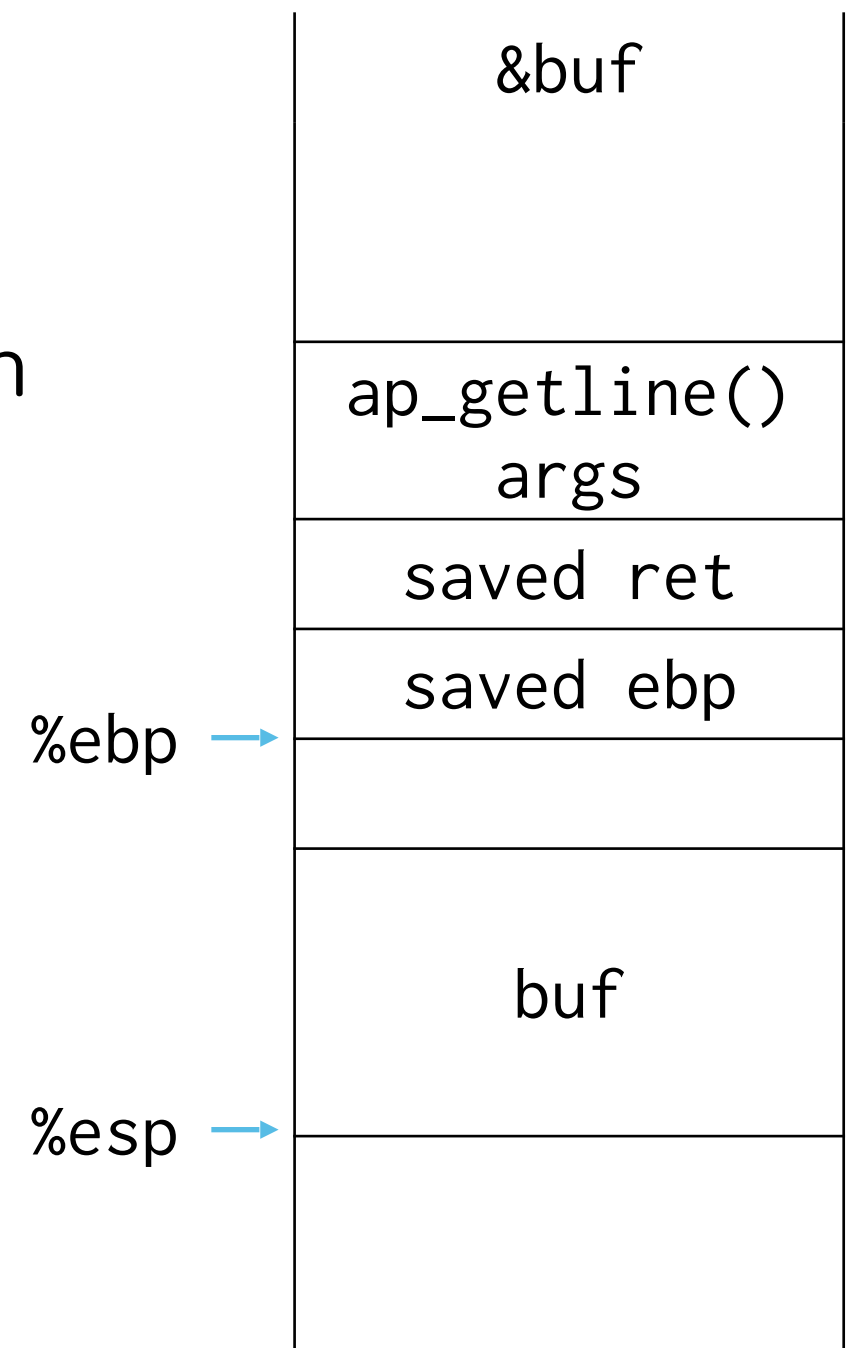 &buf
n
ap_getline()
args
saved ret
saved ebp
%ebp
buf
%esp